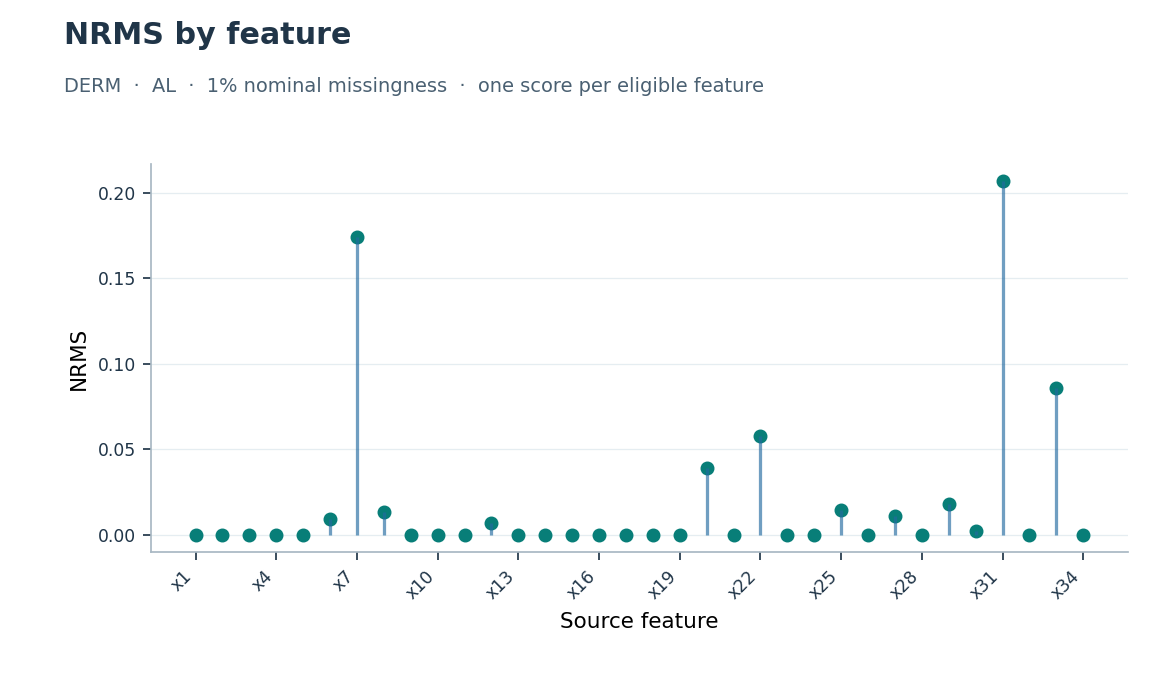 NRMS by feature
DERM · AL · 1% nominal missingness · one score per eligible feature
0.20
0.15
0.10
0.05
0.00
NRMS
x1 x4 x7 x10 x13 x16 x19 x22 x25 x28 x31 x34
Source feature